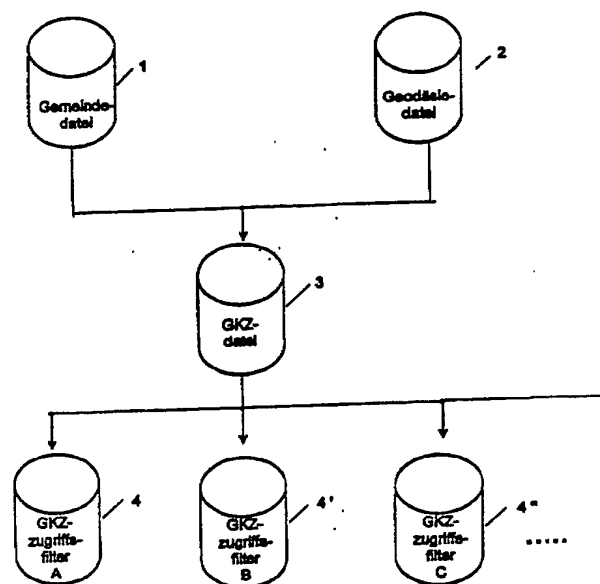 1
2
Gemeinde-
datei
Geodäsie-
datei
3
GKZ-
datei
4
4'
4"
GKZ-
zugriffs-
filter
A
GKZ-
zugriffs-
filter
B
GKZ-
zugriffs-
filter
C
.....